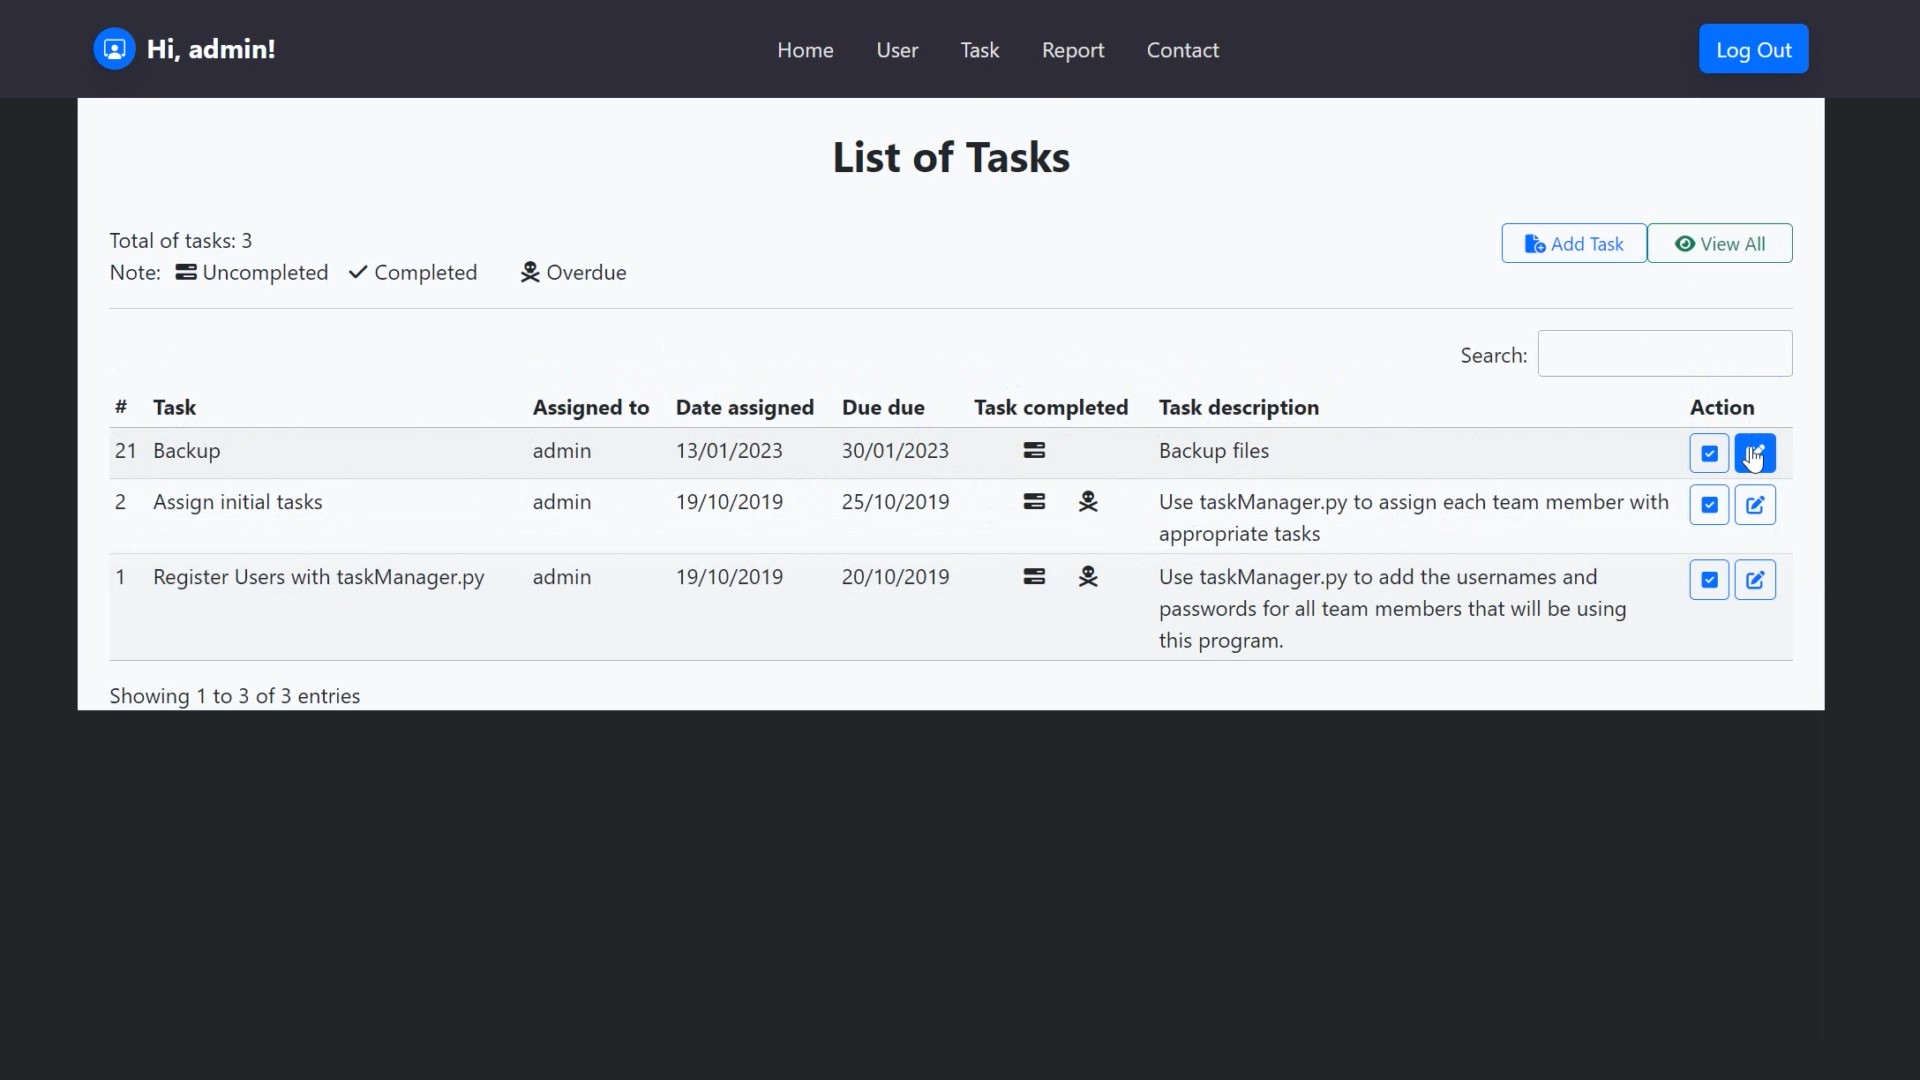 Hi, admin!
Home User Task Report Contact
Log Out
List of Tasks
Total of tasks: 3
Add Task View All
Note: Uncompleted Completed Overdue
Search:
# Task Assigned to Date assigned Due due Task completed Task description Action
21 Backup admin 13/01/2023 30/01/2023 Backup files
2 Assign initial tasks admin 19/10/2019 25/10/2019 Use taskManager.py to assign each team member with
appropriate tasks
1 Register Users with taskManager.py admin 19/10/2019 20/10/2019 Use taskManager.py to add the usernames and
passwords for all team members that will be using
this program.
Showing 1 to 3 of 3 entries